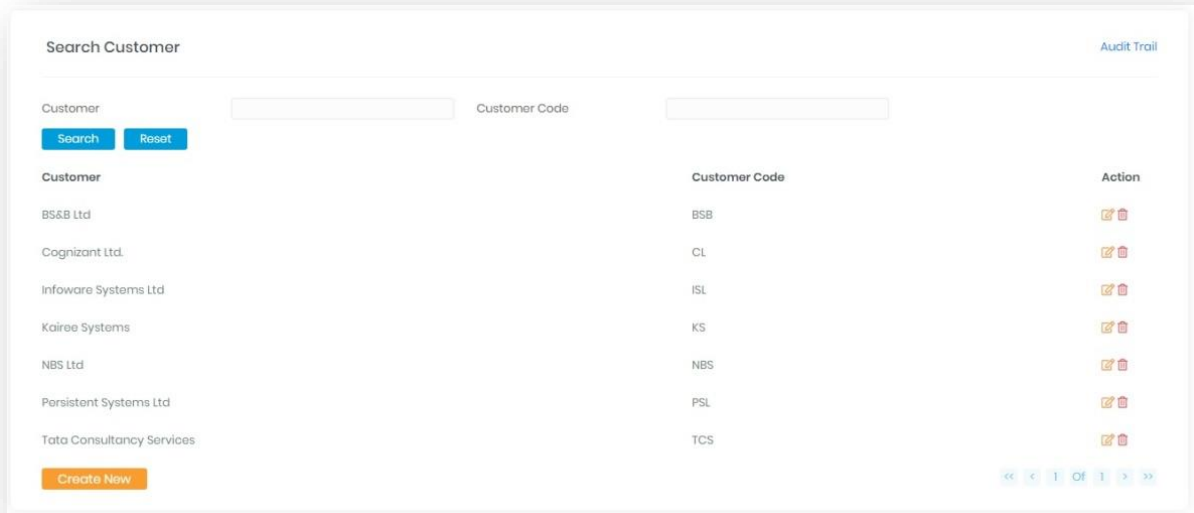 Search Customer Audit Trail
Customer Customer Code
Search Reset
Customer Customer Code Action
BS&B Ltd BSB
Cognizant Ltd. CL
Infoware Systems Ltd ISL
Kairee Systems KS
NBS Ltd NBS
Persistent Systems Ltd PSL
Tata Consultancy Services TCS
Create New << < 1 Of 1 > >>